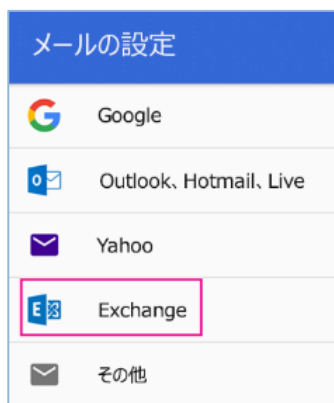 メールの設定
Google
Outlook、Hotmail、Live
Yahoo
Exchange
その他